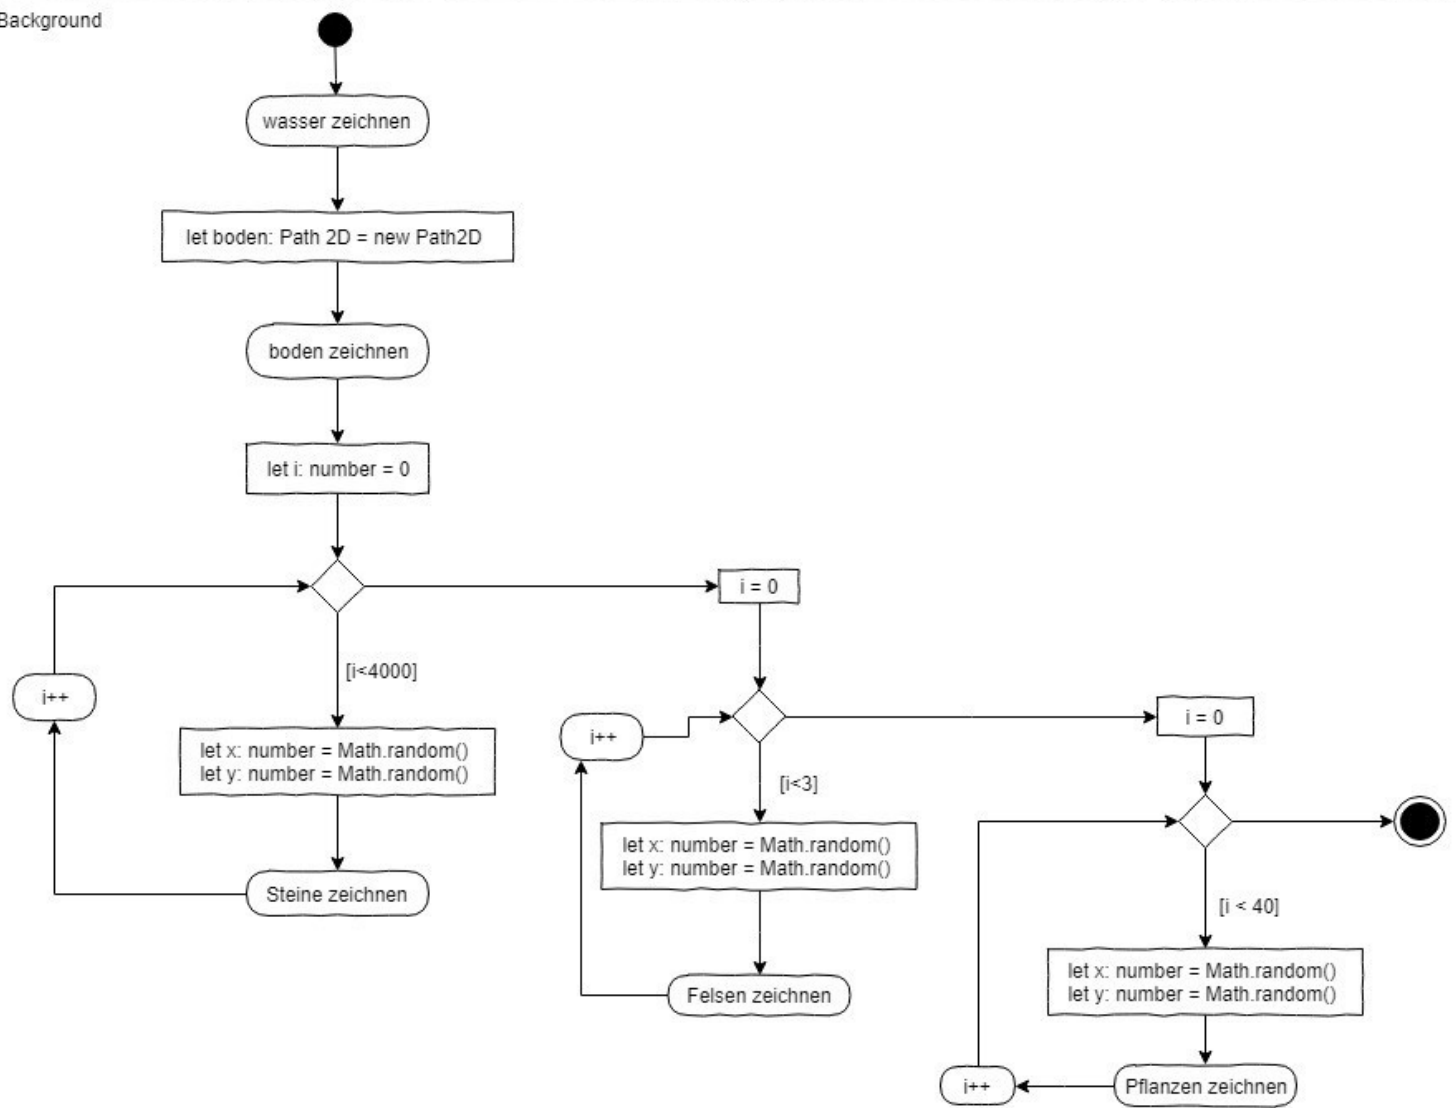 Background
wasser zeichnen
let boden: Path 2D = new Path2D
boden zeichnen
let i: number = 0
i = 0
[i<4000]
i++
let x: number = Math.random()
let y: number = Math.random()
Steine zeichnen
i = 0
i++
[i<3]
let x: number = Math.random()
let y: number = Math.random()
Felsen zeichnen
[i < 40]
let x: number = Math.random()
let y: number = Math.random()
Pflanzen zeichnen
i++